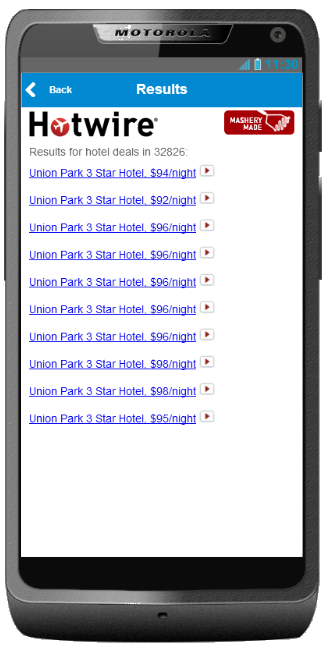 MOTOROLA
11:50
Back
Results
Hotwire®
MASHERY
MADE
Results for hotel deals in 32826:
Union Park 3 Star Hotel, $94/night
Union Park 3 Star Hotel, $92/night
Union Park 3 Star Hotel, $96/night
Union Park 3 Star Hotel, $96/night
Union Park 3 Star Hotel, $96/night
Union Park 3 Star Hotel, $96/night
Union Park 3 Star Hotel, $96/night
Union Park 3 Star Hotel, $98/night
Union Park 3 Star Hotel, $98/night
Union Park 3 Star Hotel, $95/night